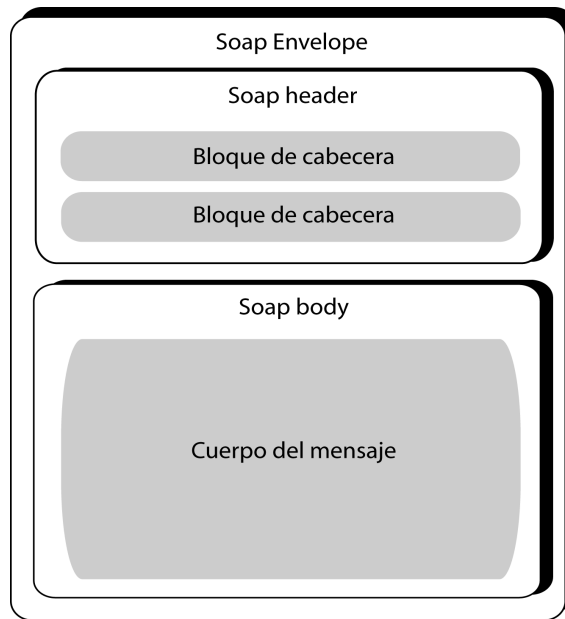 Soap Envelope
Soap header
Bloque de cabecera
Bloque de cabecera
Soap body
Cuerpo del mensaje